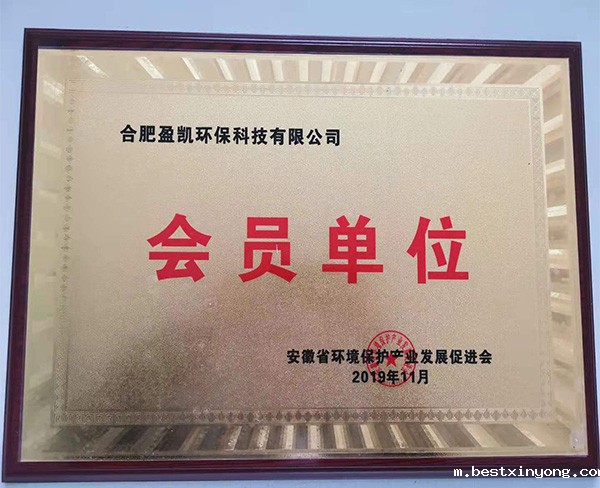 合肥盈凯环保科技有限公司
会员单位
安徽省环境保护产业发展促进会
2019年11月
m.bestxinyong.co